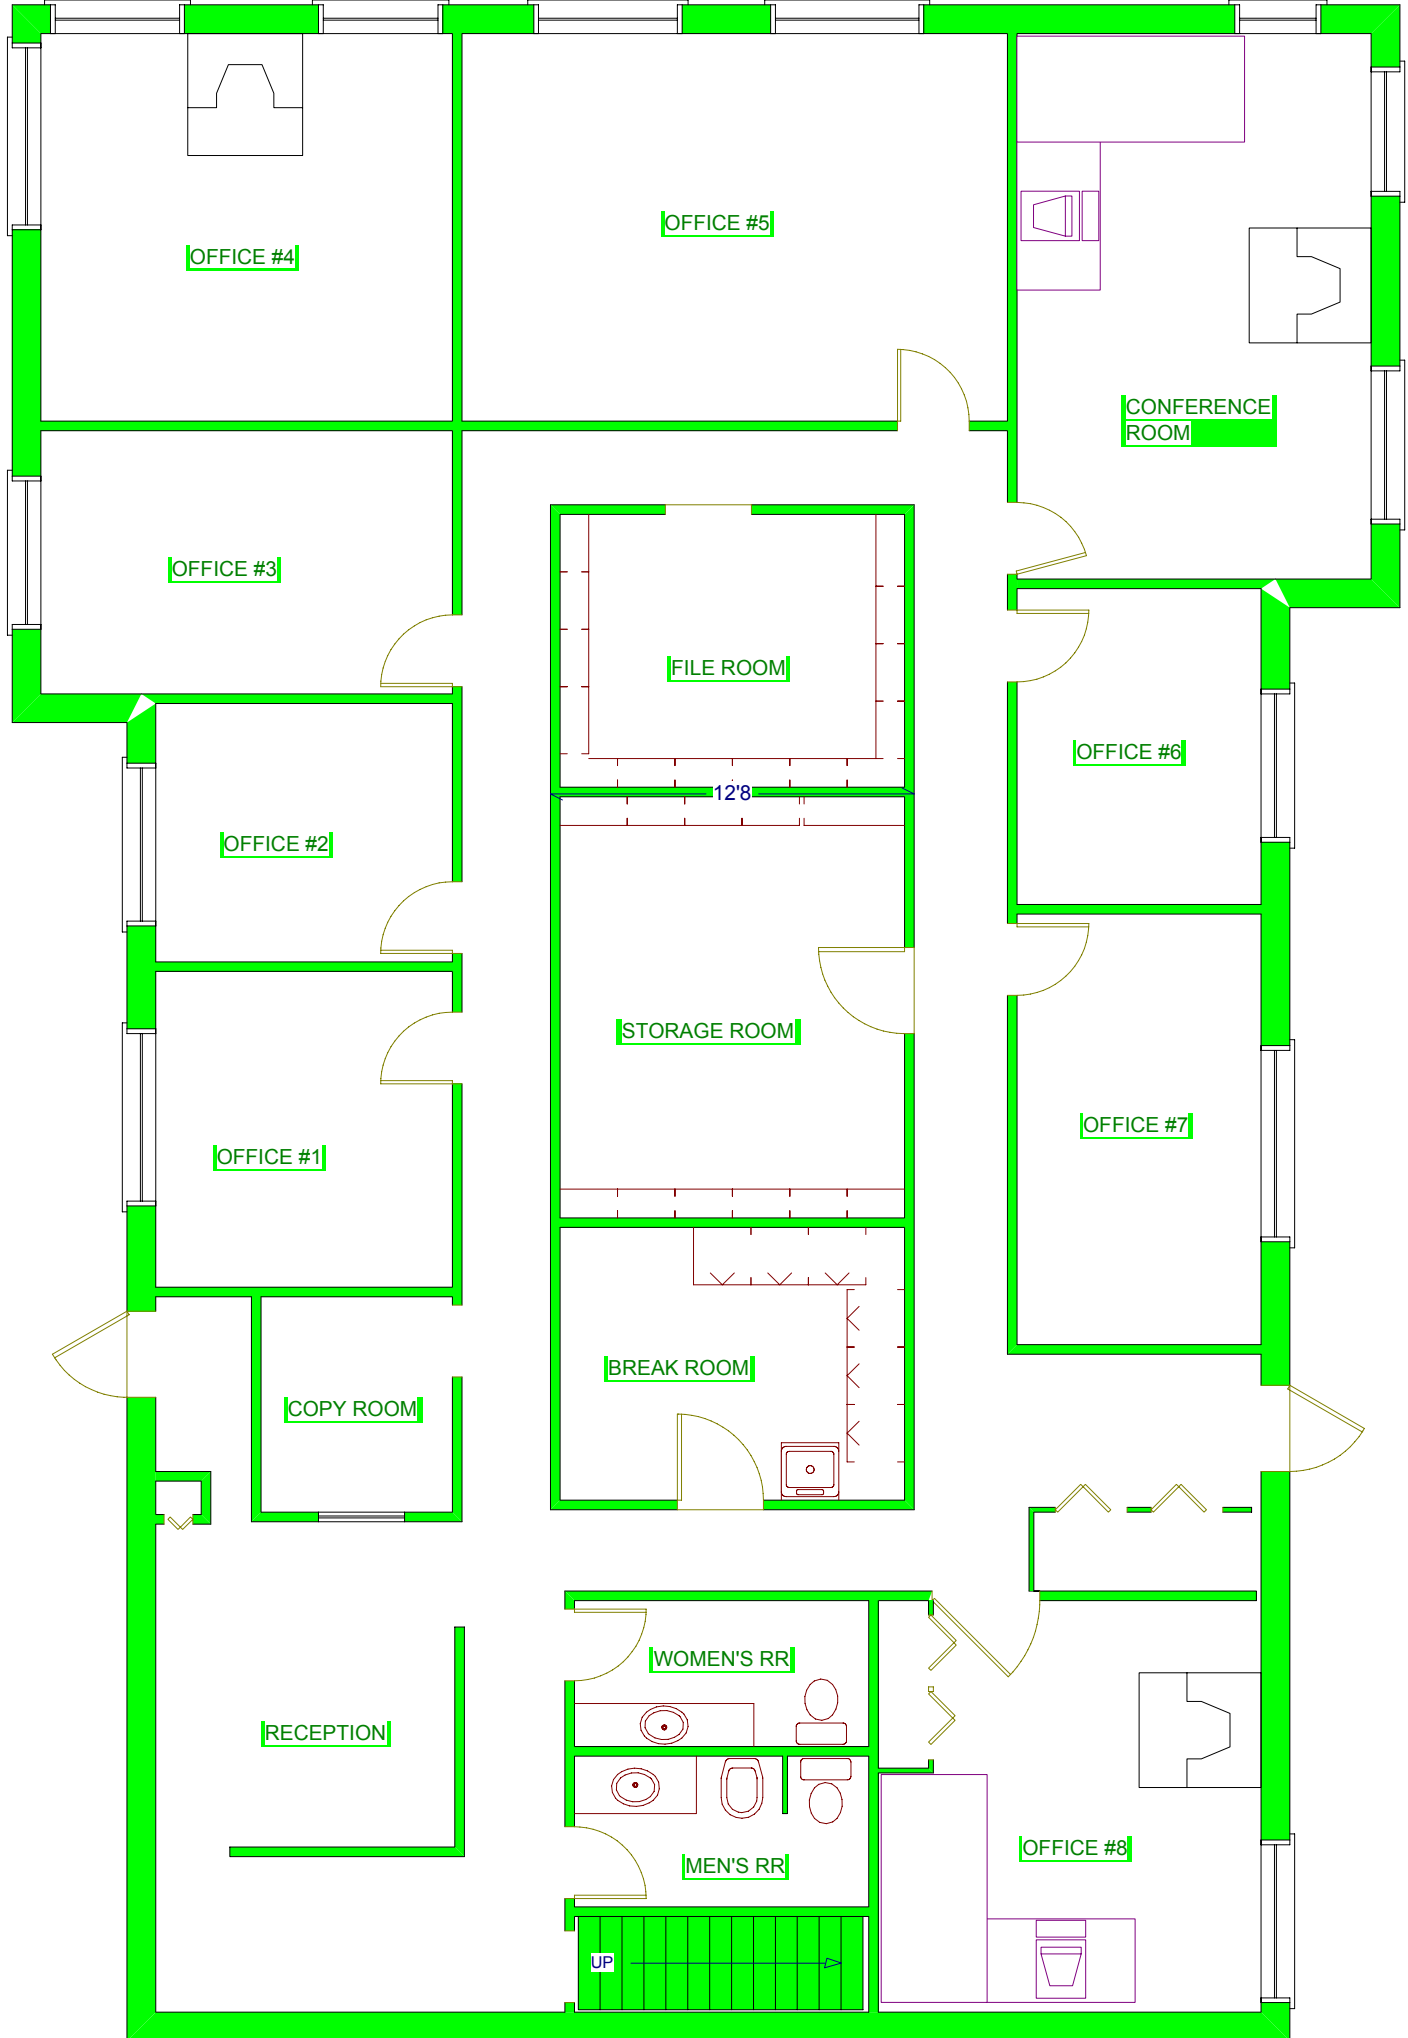 OFFICE #5
OFFICE #4
CONFERENCE
ROOM
OFFICE #3
FILE ROOM
OFFICE #6
12'8
OFFICE #2
STORAGE ROOM
OFFICE #7
OFFICE #1
BREAK ROOM
COPY ROOM
WOMEN'S RR
RECEPTION
OFFICE #8
MEN'S RR
UP